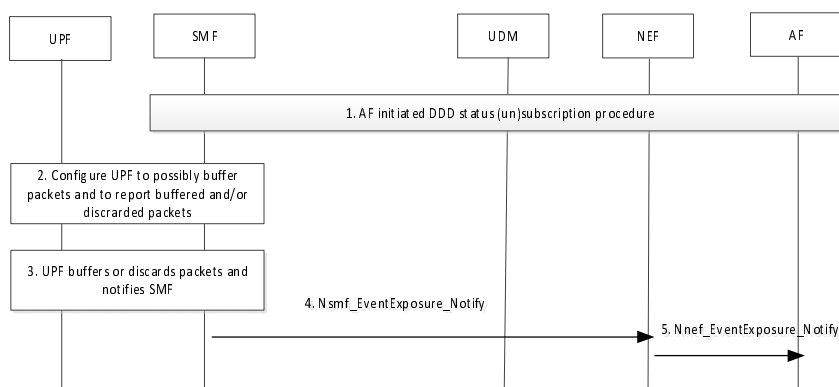 UPF
SMF
UDM
NEF
AF
1. AF initiated DDD status (un)subscription procedure
2. Configure UPF to possibly buffer
packets and to report buffered and/or
discrarded packets
3. UPF buffers or discards packets and
notifies SMF
4. Nsmf_EventExposure_Notify
5. Nnef_EventExposure_Notify